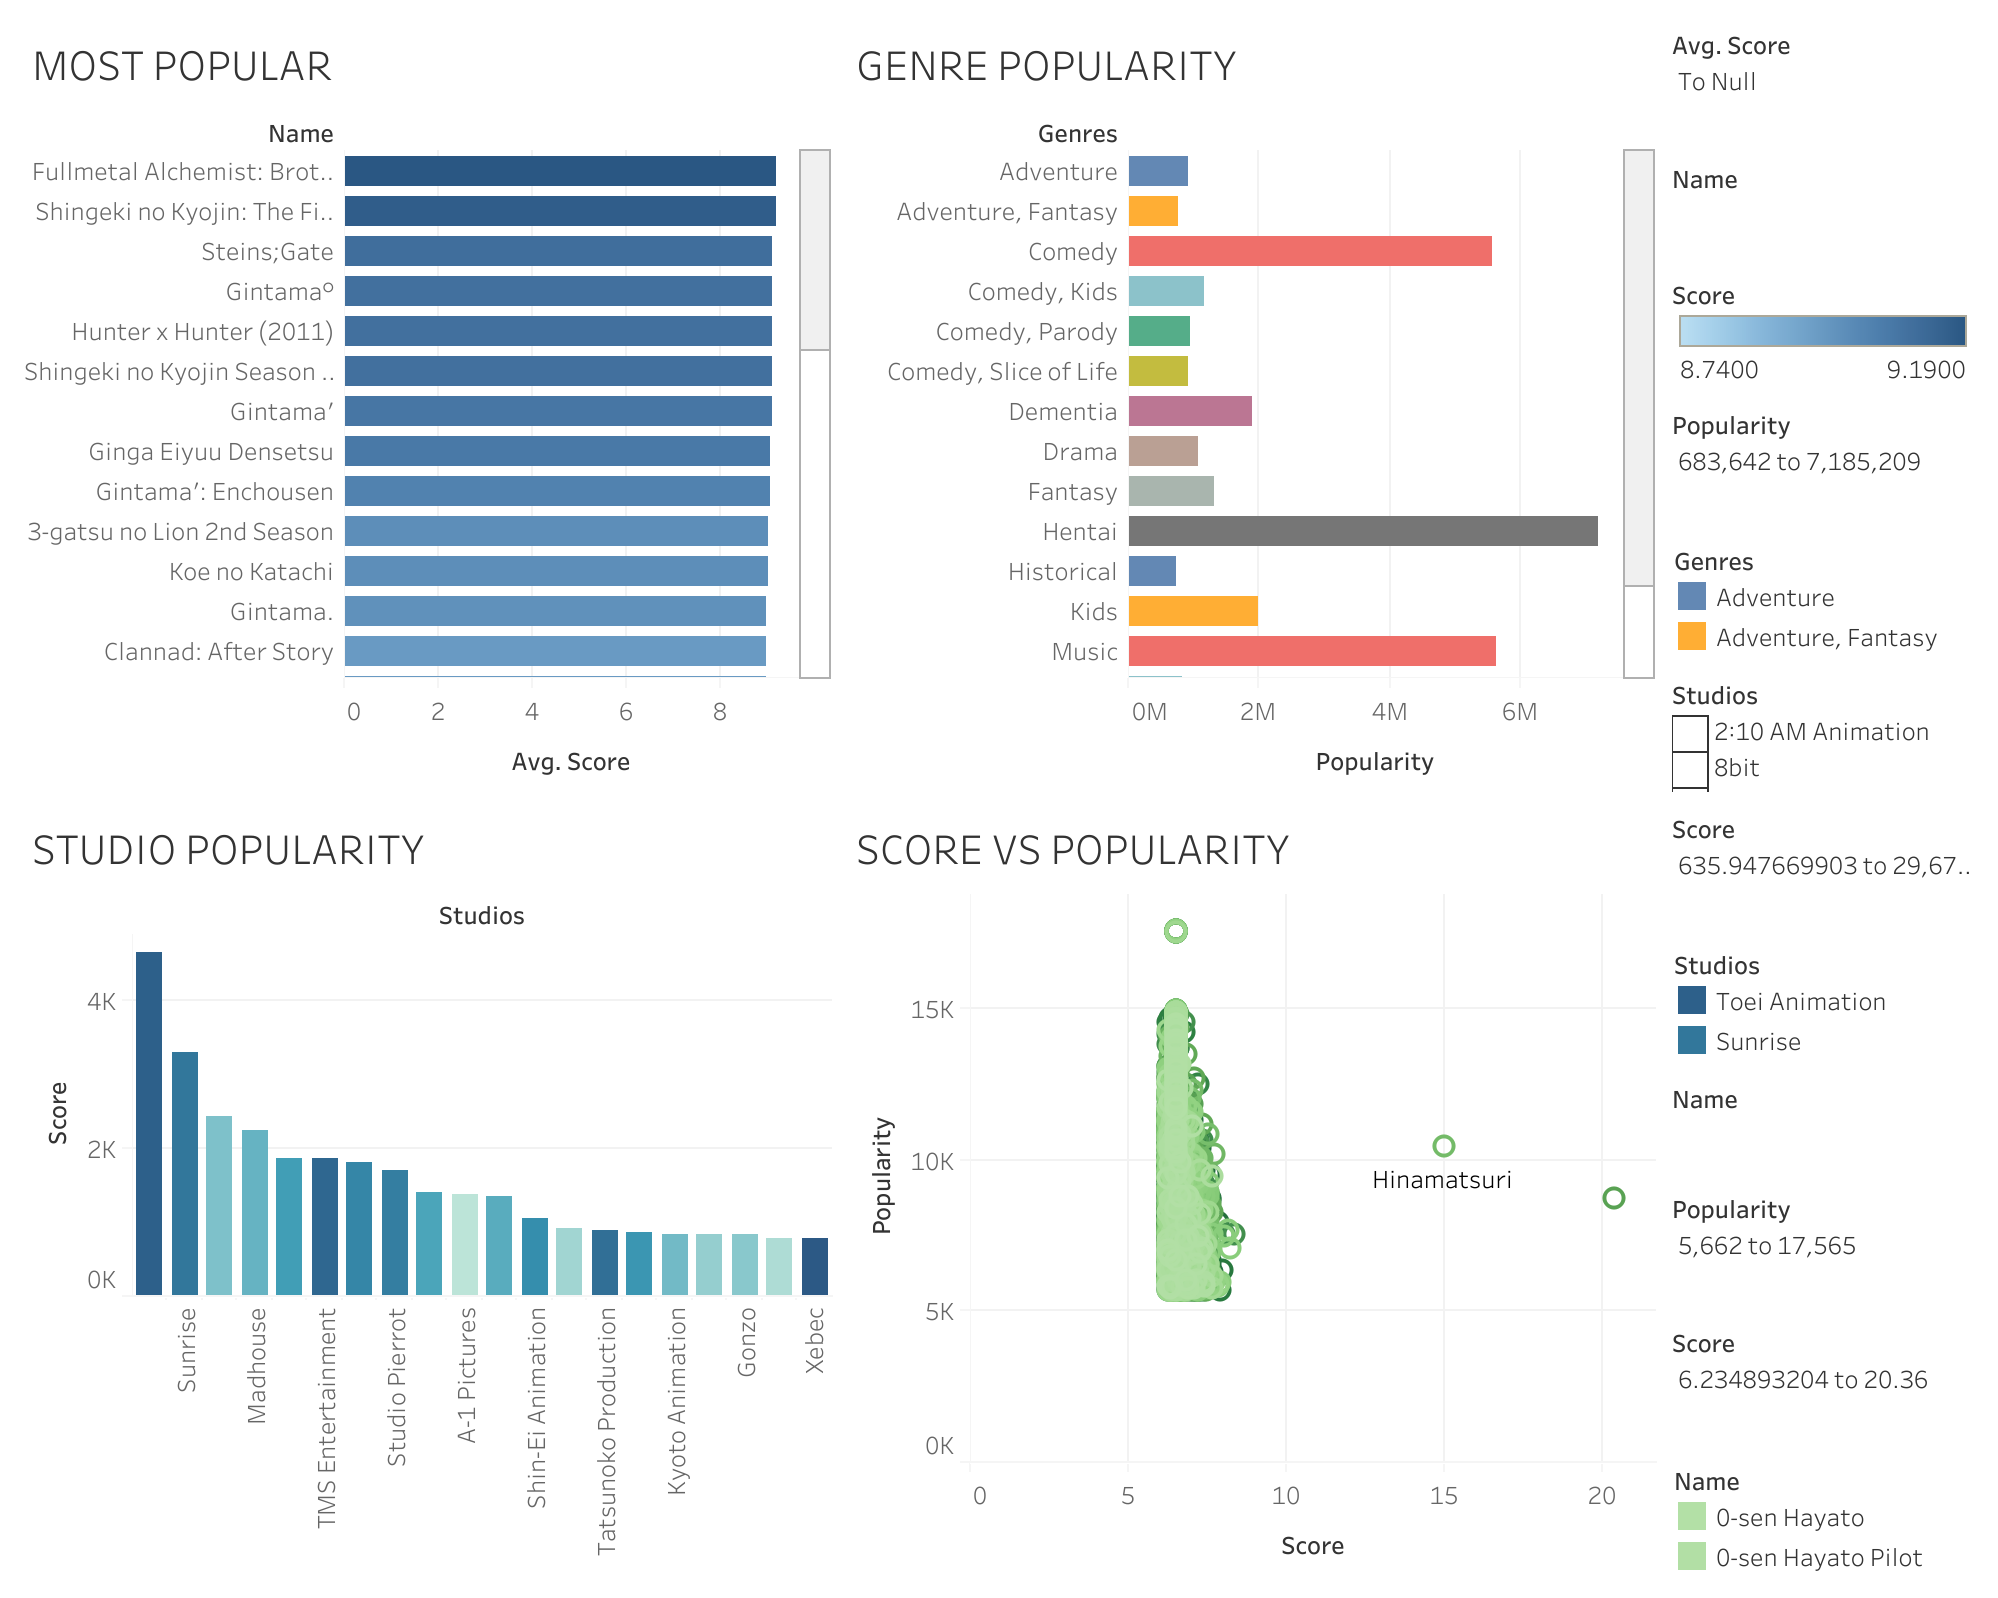 MOST POPULAR
Name
Fullmetal Alchemist: Brot..
Shingeki no Kyojin: The Fi..
Steins;Gate
Gintama°
Hunter x Hunter (2011)
Shingeki no Kyojin Season ..
Gintama'
Ginga Eiyuu Densetsu
Gintama': Enchousen
3-gatsu no Lion 2nd Season
Koe no Katachi
Gintama.
Clannad: After Story
0 2 4 6 8
Avg. Score
GENRE POPULARITY
Genres
Adventure
Adventure, Fantasy
Comedy
Comedy, Kids
Comedy, Parody
Comedy, Slice of Life
Dementia
Drama
Fantasy
Hentai
Historical
Kids
Music
0M 2M 4M 6M
Popularity
Avg. Score
To Null
Name
Score
8.7400 9.1900
Popularity
683,642 to 7,185,209
Genres
Adventure
Adventure, Fantasy
Studios
2:10 AM Animation
8bit
STUDIO POPULARITY
Studios
Score
4K
2K
0K
Sunrise
Madhouse
TMS Entertainment
Studio Pierrot
A-1 Pictures
Shin-Ei Animation
Tatsunoko Production
Kyoto Animation
Gonzo
Xebec
SCORE VS POPULARITY
Popularity
15K
10K
5K
0K
Hinamatsuri
0 5 10 15 20
Score
Score
635.947669903 to 29,67..
Studios
Toei Animation
Sunrise
Name
Popularity
5,662 to 17,565
Score
6.234893204 to 20.36
Name
0-sen Hayato
0-sen Hayato Pilot